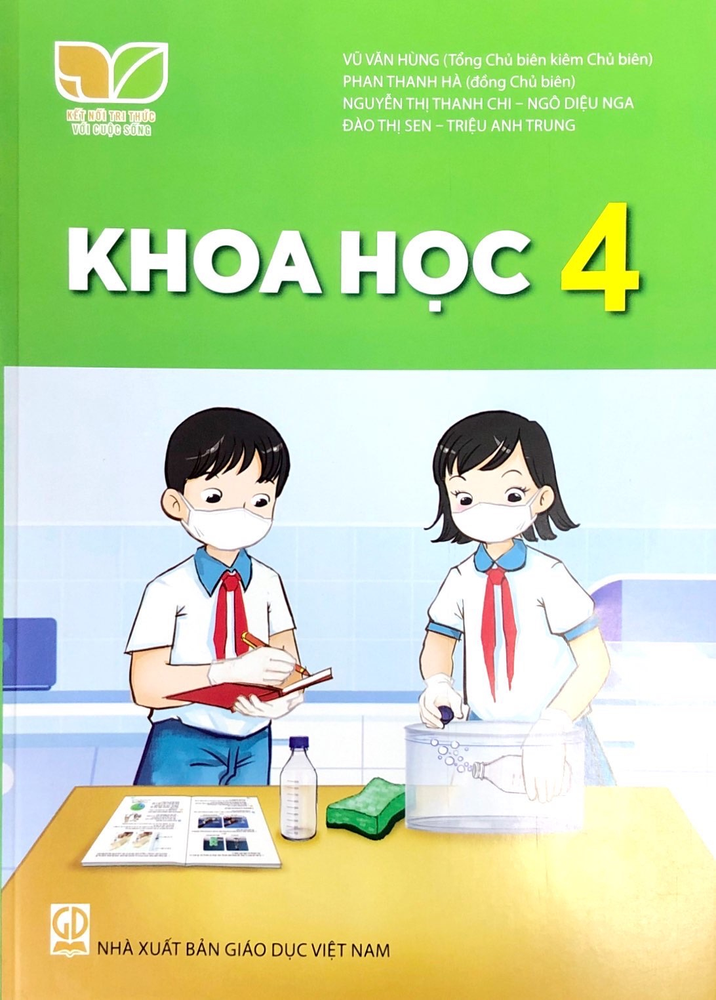 KẾT NỐI TRI THỨC
VỚI CUỘC SỐNG
VŨ VĂN HÙNG (Tổng Chủ biên kiêm Chủ biên)
PHAN THANH HÀ (đồng Chủ biên)
NGUYỄN THỊ THANH CHI – NGÔ DIỆU NGA
ĐÀO THỊ SEN – TRIỆU ANH TRUNG
KHOA HỌC 4
GD
NHÀ XUẤT BẢN GIÁO DỤC VIỆT NAM